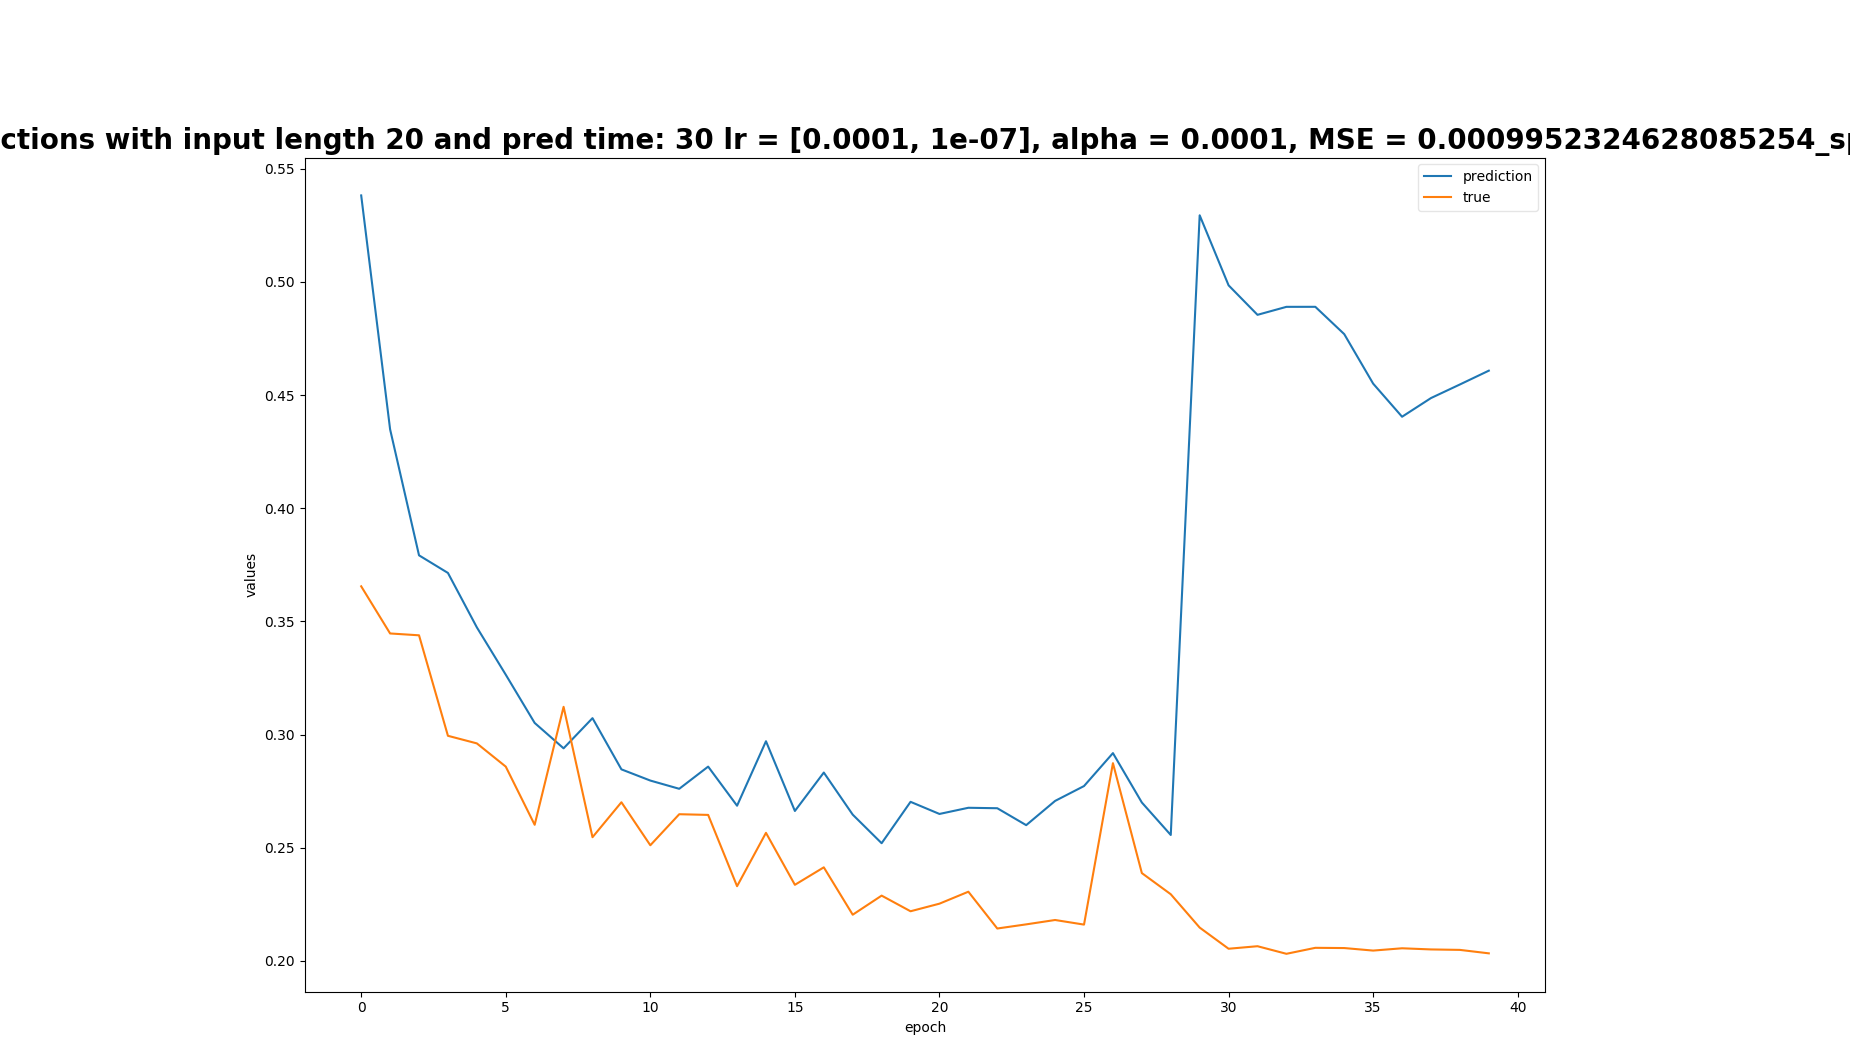 ctions with input length 20 and pred time: 30 lr = [0.0001, 1e-07], alpha = 0.0001, MSE = 0.0009952324628085254_sp
prediction
true
0.55
0.50
0.45
0.40
0.35
0.30
0.25
0.20
values
0 5 10 15 20 25 30 35 40
epoch